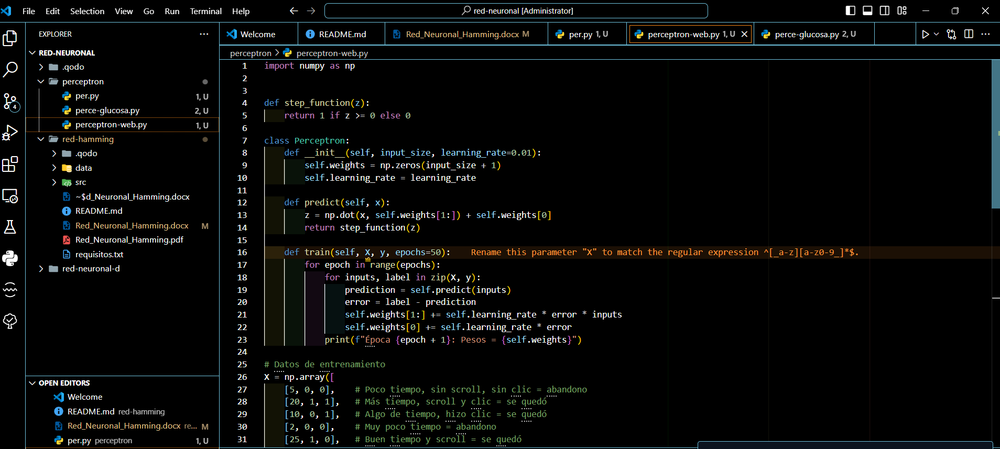 File Edit Selection View Go Run Terminal Help
red-neuronal [Administrator]
EXPLORER
RED-NEURONAL
.qodo
perceptron
per.py 1, U
perce-glucosa.py 2, U
perceptron-web.py 1, U
red-hamming
.qodo
data
src
~$d_Neuronal_Hamming.docx
README.md
Red_Neuronal_Hamming.docx M
Red_Neuronal_Hamming.pdf
requisitos.txt
red-neuronal-d
4
OPEN EDITORS
Welcome
README.md red-hamming
Red_Neuronal_Hamming.docx re... M
per.py perceptron 1, U
Welcome
README.md
Red_Neuronal_Hamming.docx M
per.py 1, U
perceptron-web.py 1, U
perce-glucosa.py 2, U
perceptron > perceptron-web.py
1 import numpy as np
2
3
4 def step_function(z):
5 return 1 if z >= 0 else 0
6
7 class Perceptron:
8 def __init__(self, input_size, learning_rate=0.01):
9 self.weights = np.zeros(input_size + 1)
10 self.learning_rate = learning_rate
11
12 def predict(self, x):
13 z = np.dot(x, self.weights[1:]) + self.weights[0]
14 return step_function(z)
15
16 def train(self, X, y, epochs=50): Rename this parameter "X" to match the regular expression ^[_a-z][a-z0-9_]*$.
17 for epoch in range(epochs):
18 for inputs, label in zip(X, y):
19 prediction = self.predict(inputs)
20 error = label - prediction
21 self.weights[1:] += self.learning_rate * error * inputs
22 self.weights[0] += self.learning_rate * error
23 print(f"Época {epoch + 1}: Pesos = {self.weights}")
24
25 # Datos de entrenamiento
26 X = np.array([
27 [5, 0, 0], # Poco tiempo, sin scroll, sin clic = abandono
28 [20, 1, 1], # Más tiempo, scroll y clic = se quedó
29 [10, 0, 1], # Algo de tiempo, hizo clic = se quedó
30 [2, 0, 0], # Muy poco tiempo = abandono
31 [25, 1, 0], # Buen tiempo y scroll = se quedó